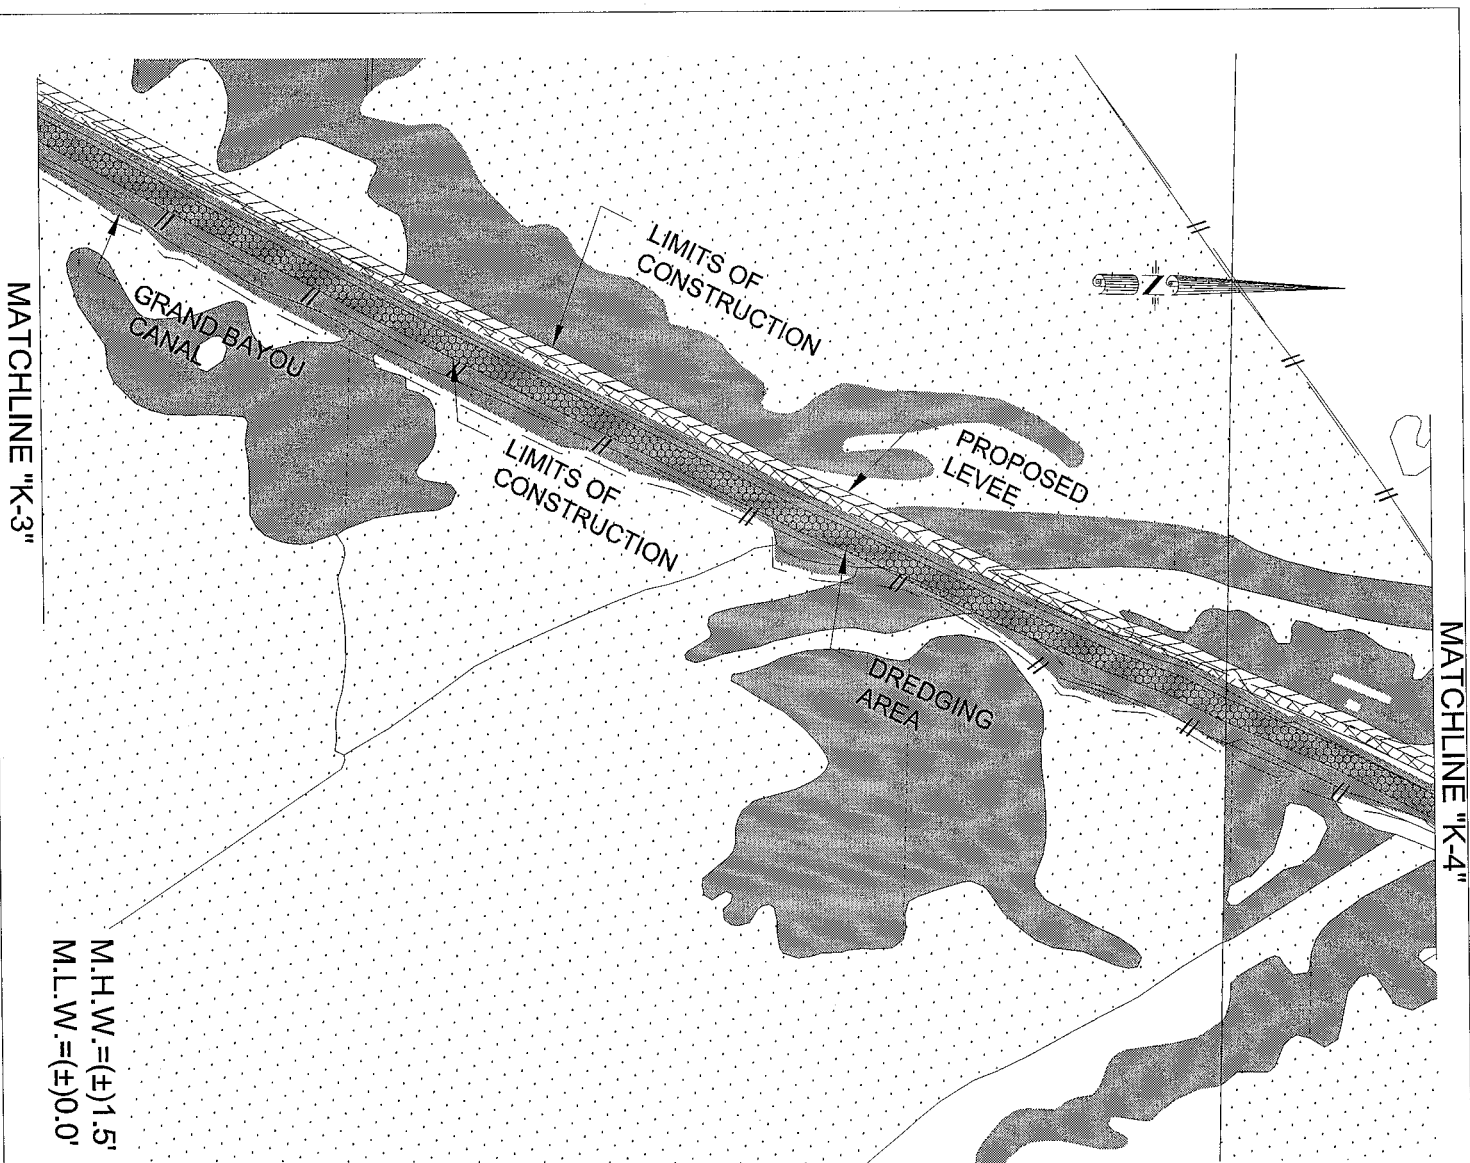 LIMITS OF
CONSTRUCTION
GRAND BAYOU
CANAL
LIMITS OF
CONSTRUCTION
PROPOSED
LEVEE
DREDGING
AREA
N
MATCHLINE "K-3"
MATCHLINE "K-4"
M.H.W.=(±)1.5'
M.L.W.=(±)0.0'